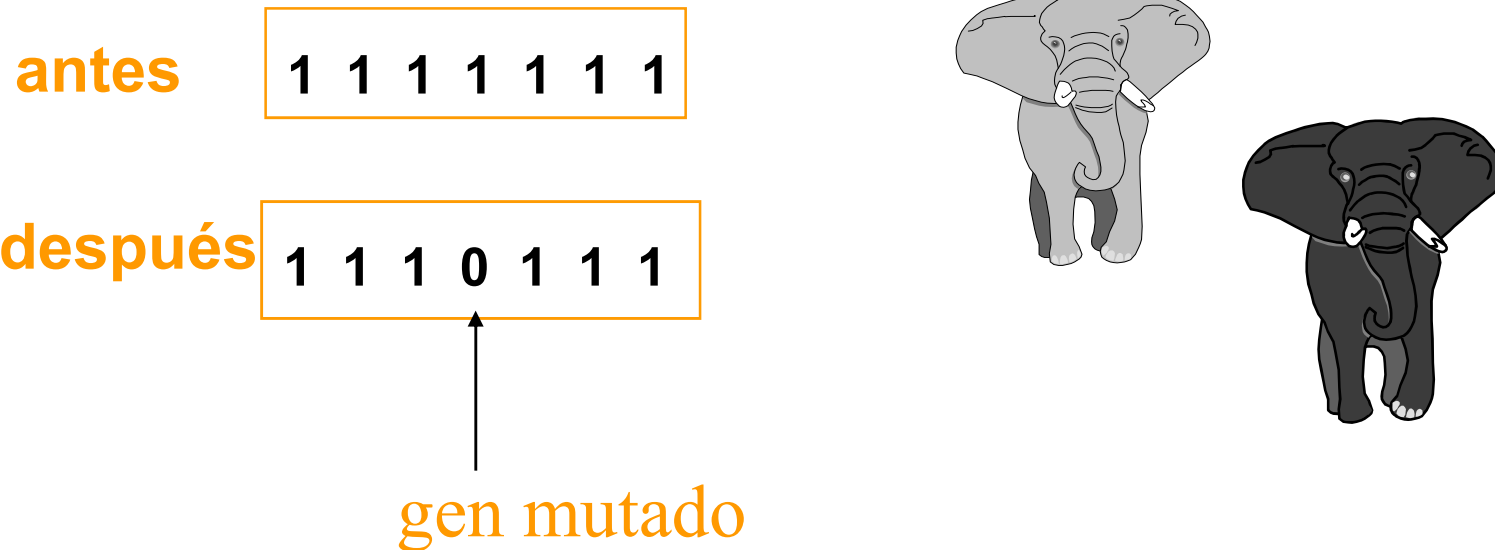 antes 1 1 1 1 1 1 1
después 1 1 1 0 1 1 1
gen mutado